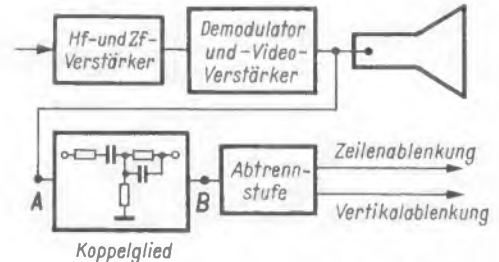 Hf-und Zf-
Verstärker
Demodulator
und -Video-
Verstärker
A
B
Abtrenn-
stufe
Zeilenablenkung
Vertikalablenkung
Koppelglied